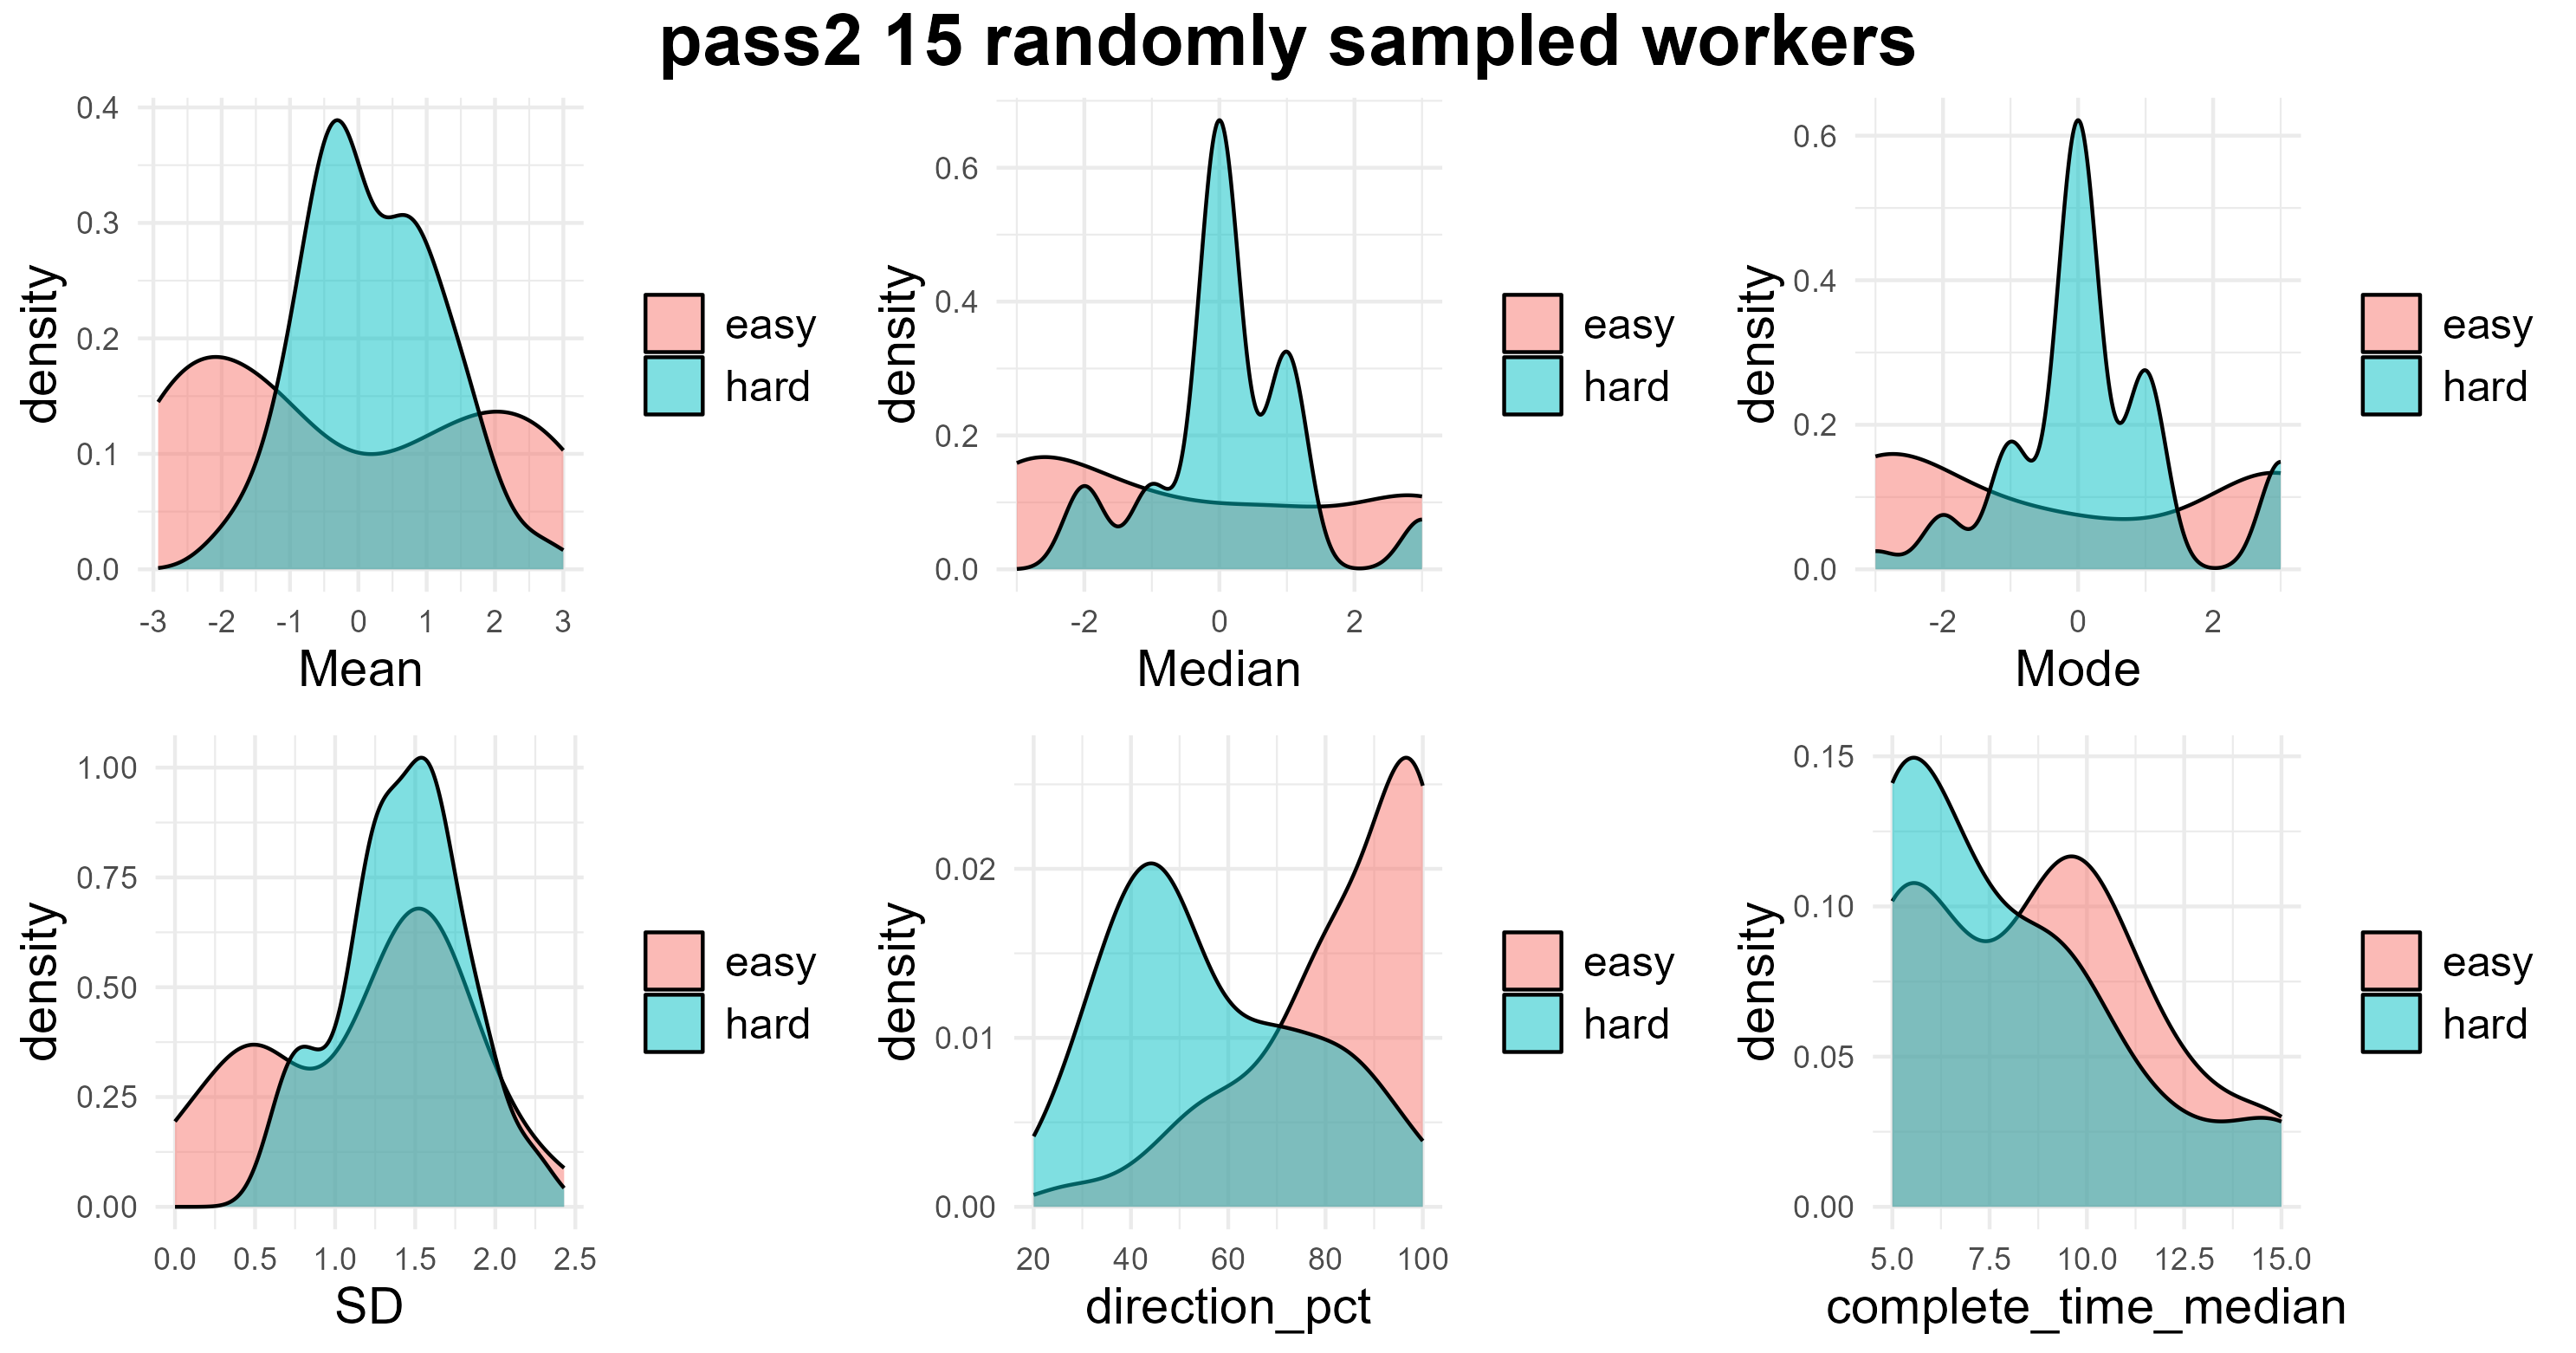 pass2 15 randomly sampled workers
0.4
0.3
0.2
0.1
0.0
density
-3 -2 -1 0 1 2 3
Mean
easy
hard
0.6
0.4
0.2
0.0
density
-2 0 2
Median
easy
hard
0.6
0.4
0.2
0.0
density
-2 0 2
Mode
easy
hard
1.00
0.75
0.50
0.25
0.00
density
0.0 0.5 1.0 1.5 2.0 2.5
SD
easy
hard
0.02
0.01
0.00
density
20 40 60 80 100
direction_pct
easy
hard
0.15
0.10
0.05
0.00
density
5.0 7.5 10.0 12.5 15.0
complete_time_median
easy
hard